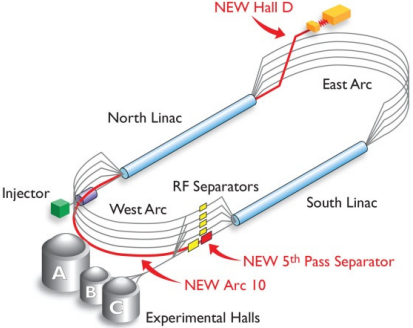 NEW Hall D
East Arc
North Linac
Injector
RF Separators
West Arc
South Linac
NEW 5th Pass Separator
A
B
C
NEW Arc 10
Experimental Halls